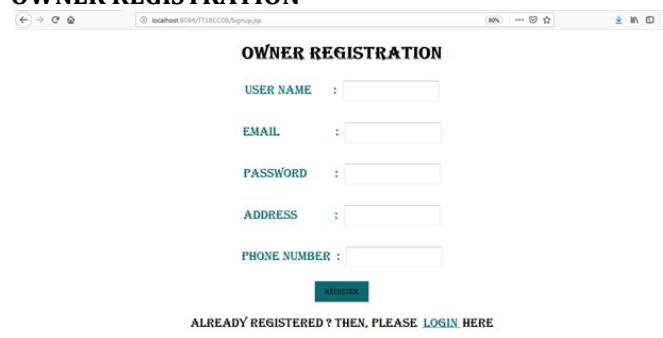 OWNER REGISTRATION
localhost:8084/TT18CC08/Signup.jsp
80%
OWNER REGISTRATION
USER NAME :
EMAIL :
PASSWORD :
ADDRESS :
PHONE NUMBER :
REGISTER
ALREADY REGISTERED ? THEN, PLEASE LOGIN HERE